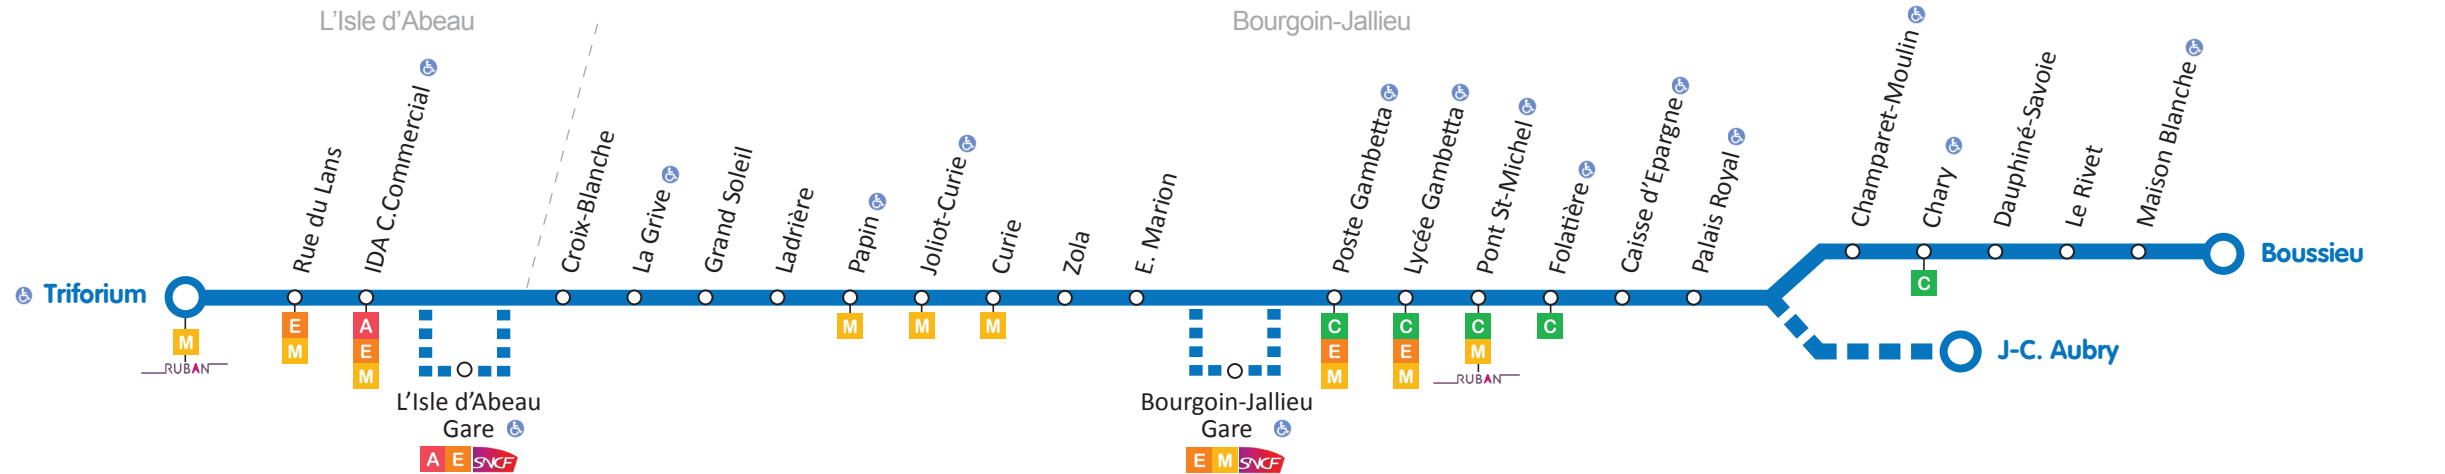 L'Isle d'Abeau
Bourgoin-Jallieu
Triforium
M
RUBAN
Rue du Lans
E
M
IDA C.Commercial
A
E
M
L'Isle d'Abeau
Gare
A E SNCF
Croix-Blanche
La Grive
Grand Soleil
Ladrière
Papin
M
Joliot-Curie
M
Curie
M
Zola
E. Marion
Bourgoin-Jallieu
Gare
E M SNCF
Poste Gambetta
C
E
M
Lycée Gambetta
C
E
M
Pont St-Michel
C
M
RUBAN
Folatière
C
Caisse d'Epargne
Palais Royal
Champaret-Moulin
Chary
C
Dauphiné-Savoie
Le Rivet
Maison Blanche
Boussieu
J-C. Aubry